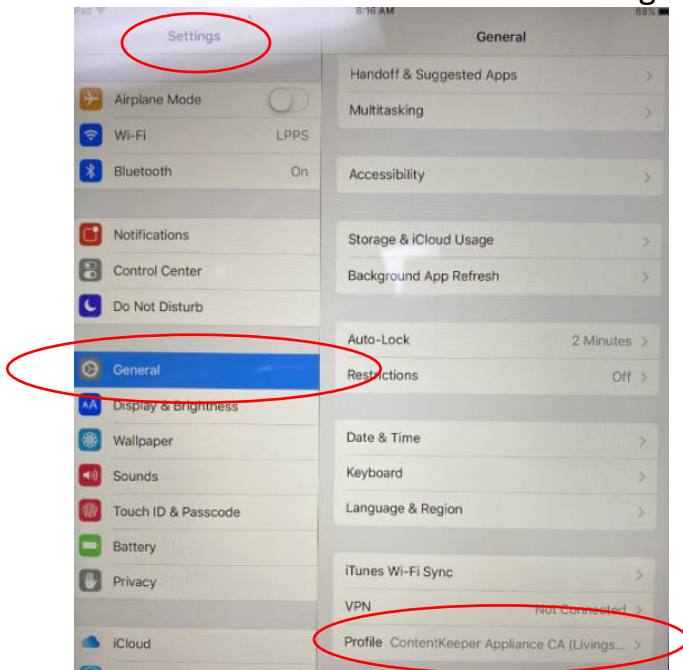 iPad
8:16 AM
88%
Settings
General
Airplane Mode
Wi-Fi LPPS
Bluetooth On
Notifications
Control Center
Do Not Disturb
General
Display & Brightness
Wallpaper
Sounds
Touch ID & Passcode
Battery
Privacy
iCloud
Handoff & Suggested Apps
Multitasking
Accessibility
Storage & iCloud Usage
Background App Refresh
Auto-Lock 2 Minutes
Restrictions Off
Date & Time
Keyboard
Language & Region
iTunes Wi-Fi Sync
VPN Not Connected
Profile ContentKeeper Appliance CA (Livings...